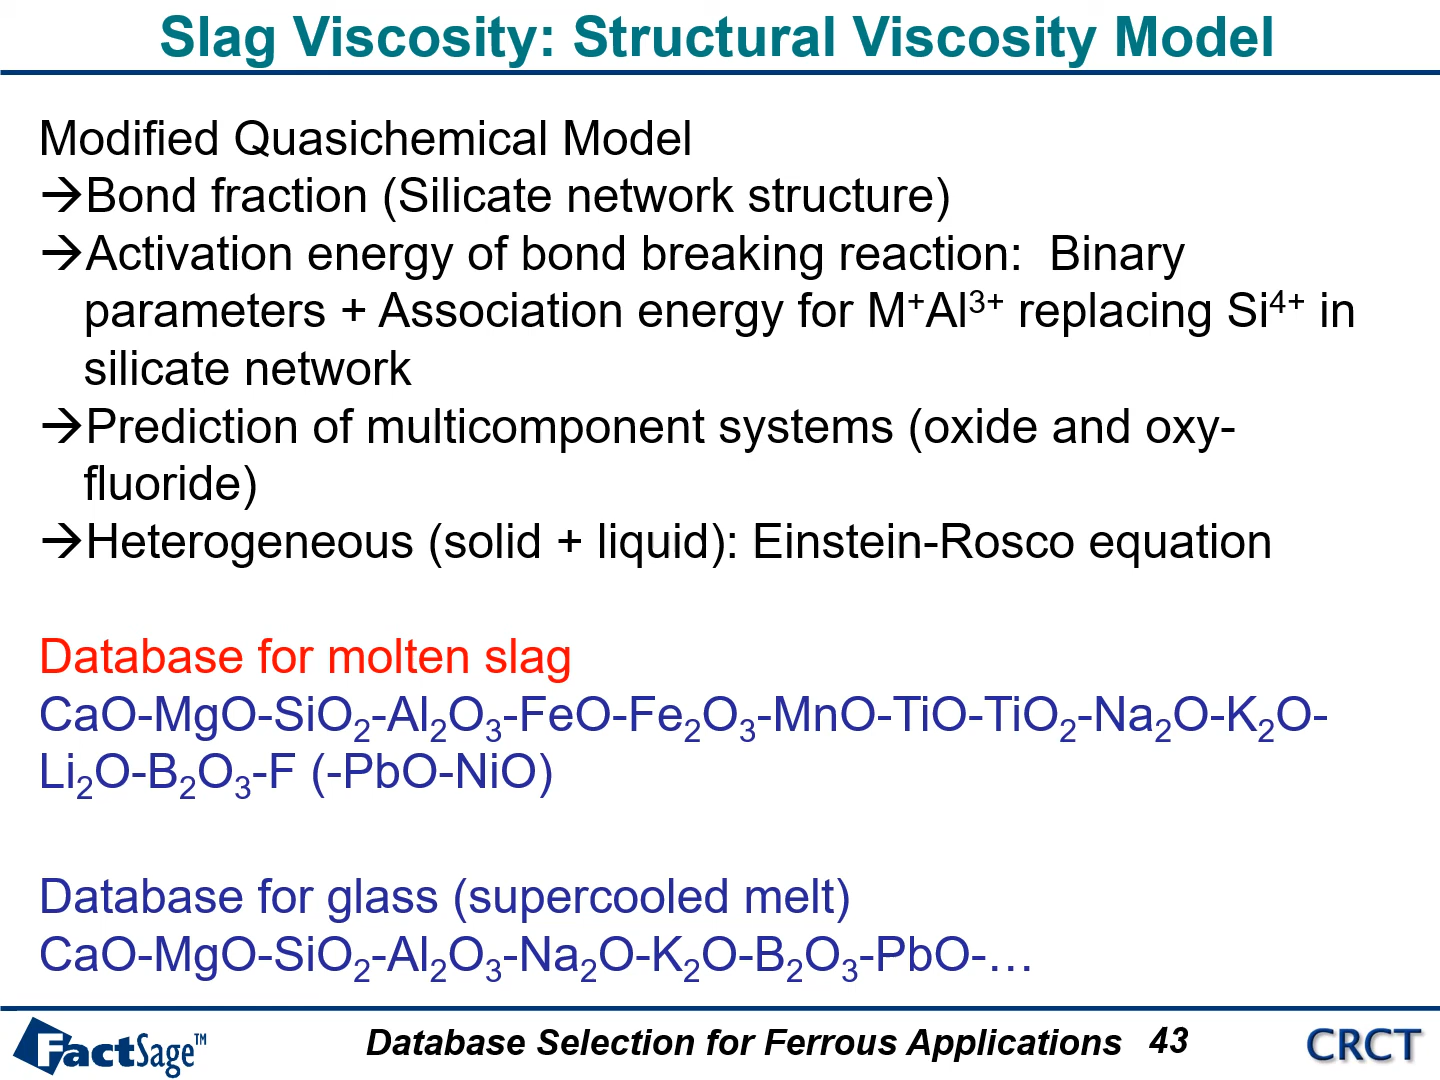 Slag Viscosity: Structural Viscosity Model
Modified Quasichemical Model
→Bond fraction (Silicate network structure)
→Activation energy of bond breaking reaction:  Binary
parameters + Association energy for M⁺Al³⁺ replacing Si⁴⁺ in
silicate network
→Prediction of multicomponent systems (oxide and oxy-
fluoride)
→Heterogeneous (solid + liquid): Einstein-Rosco equation
Database for molten slag
CaO-MgO-SiO₂-Al₂O₃-FeO-Fe₂O₃-MnO-TiO-TiO₂-Na₂O-K₂O-
Li₂O-B₂O₃-F (-PbO-NiO)
Database for glass (supercooled melt)
CaO-MgO-SiO₂-Al₂O₃-Na₂O-K₂O-B₂O₃-PbO-…
FactSage™
Database Selection for Ferrous Applications 43
CRCT